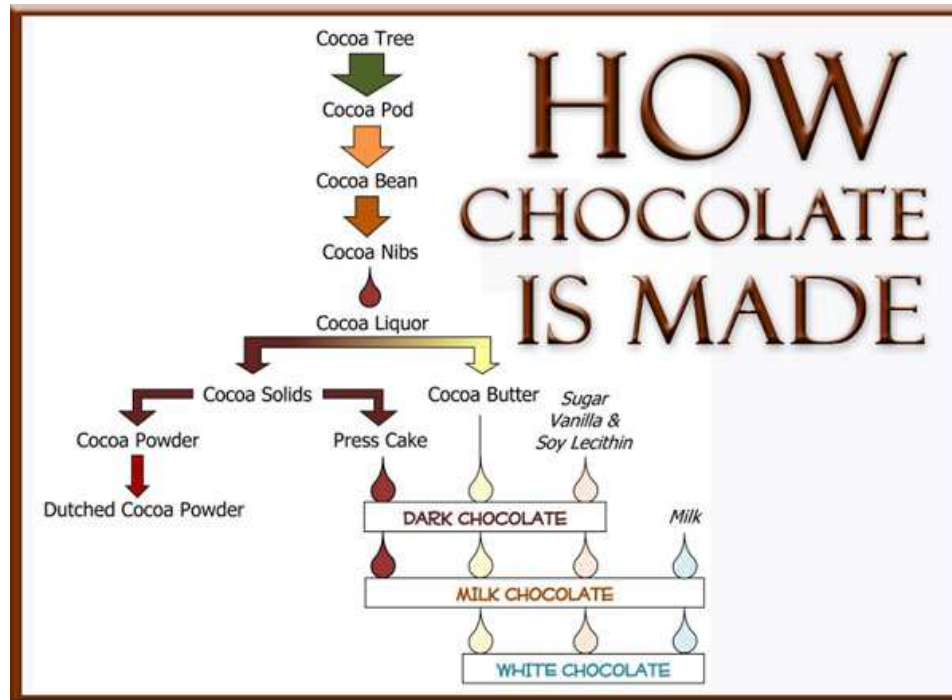 HOW
CHOCOLATE
IS MADE
Cocoa Tree
Cocoa Pod
Cocoa Bean
Cocoa Nibs
Cocoa Liquor
Cocoa Solids
Cocoa Butter
Sugar
Vanilla &
Soy Lecithin
Cocoa Powder
Press Cake
Dutched Cocoa Powder
DARK CHOCOLATE
Milk
MILK CHOCOLATE
WHITE CHOCOLATE